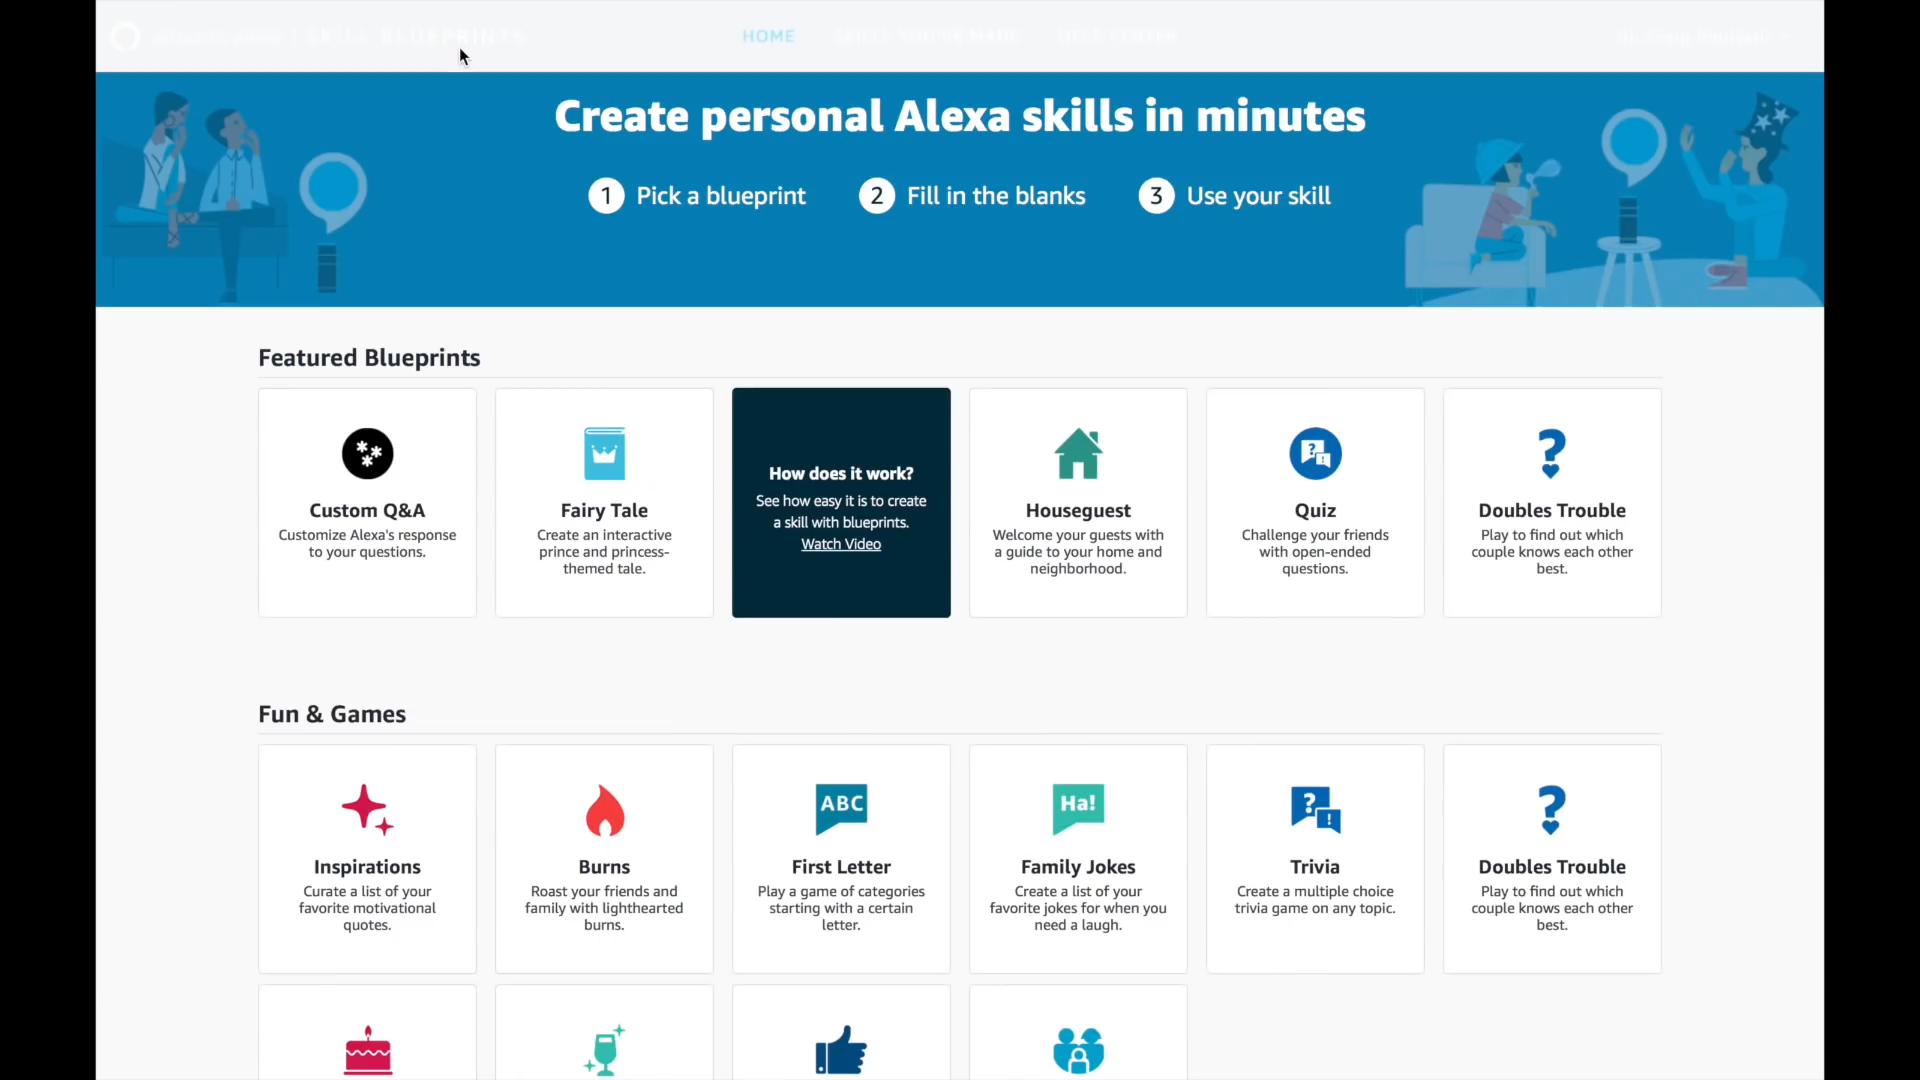 HOME
Create personal Alexa skills in minutes
1 Pick a blueprint 2 Fill in the blanks 3 Use your skill
Featured Blueprints
Custom Q&A
Customize Alexa's response
to your questions.
Fairy Tale
Create an interactive
prince and princess-
themed tale.
How does it work?
See how easy it is to create
a skill with blueprints.
Watch Video
Houseguest
Welcome your guests with
a guide to your home and
neighborhood.
Quiz
Challenge your friends
with open-ended
questions.
Doubles Trouble
Play to find out which
couple knows each other
best.
Fun & Games
Inspirations
Curate a list of your
favorite motivational
quotes.
Burns
Roast your friends and
family with lighthearted
burns.
ABC
First Letter
Play a game of categories
starting with a certain
letter.
Ha!
Family Jokes
Create a list of your
favorite jokes for when you
need a laugh.
Trivia
Create a multiple choice
trivia game on any topic.
Doubles Trouble
Play to find out which
couple knows each other
best.